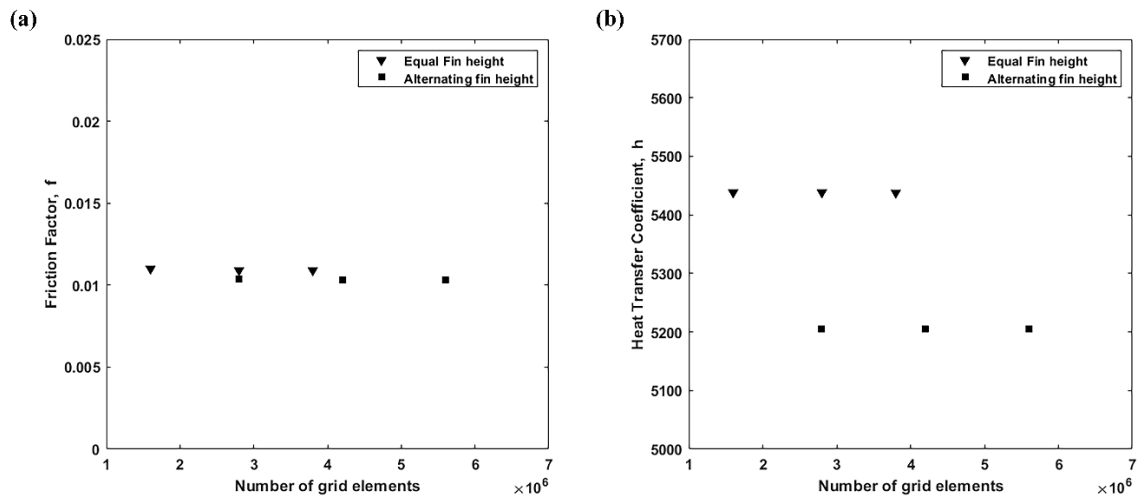 (a)
0.025
0.02
0.015
0.01
0.005
0
Friction Factor, f
Equal Fin height
Alternating fin height
1 2 3 4 5 6 7
Number of grid elements
×10⁶
(b)
5700
5600
5500
5400
5300
5200
5100
5000
Heat Transfer Coefficient, h
Equal Fin height
Alternating fin height
1 2 3 4 5 6 7
Number of grid elements
×10⁶